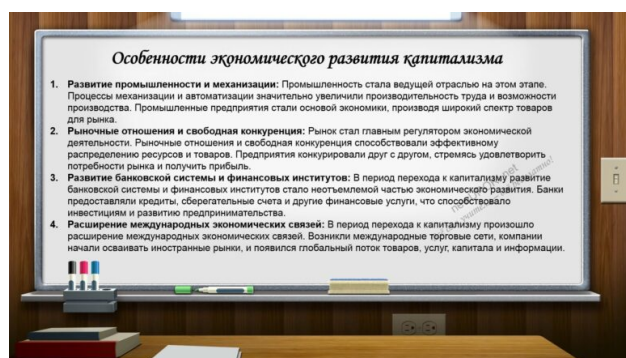 Особенности экономического развития капитализма
1. Развитие промышленности и механизации: Промышленность стала ведущей отраслью на этом этапе.
Процессы механизации и автоматизации значительно увеличили производительность труда и возможности
производства. Промышленные предприятия стали основой экономики, производя широкий спектр товаров
для рынка.
2. Рыночные отношения и свободная конкуренция: Рынок стал главным регулятором экономической
деятельности. Рыночные отношения и свободная конкуренция способствовали эффективному
распределению ресурсов и товаров. Предприятия конкурировали друг с другом, стремясь удовлетворить
потребности рынка и получить прибыль.
3. Развитие банковской системы и финансовых институтов: В период перехода к капитализму развитие
банковской системы и финансовых институтов стало неотъемлемой частью экономического развития. Банки
предоставляли кредиты, сберегательные счета и другие финансовые услуги, что способствовало
инвестициям и развитию предпринимательства.
4. Расширение международных экономических связей: В период перехода к капитализму произошло
расширение международных экономических связей. Возникли международные торговые сети, компании
начали осваивать иностранные рынки, и появился глобальный поток товаров, услуг, капитала и информации.